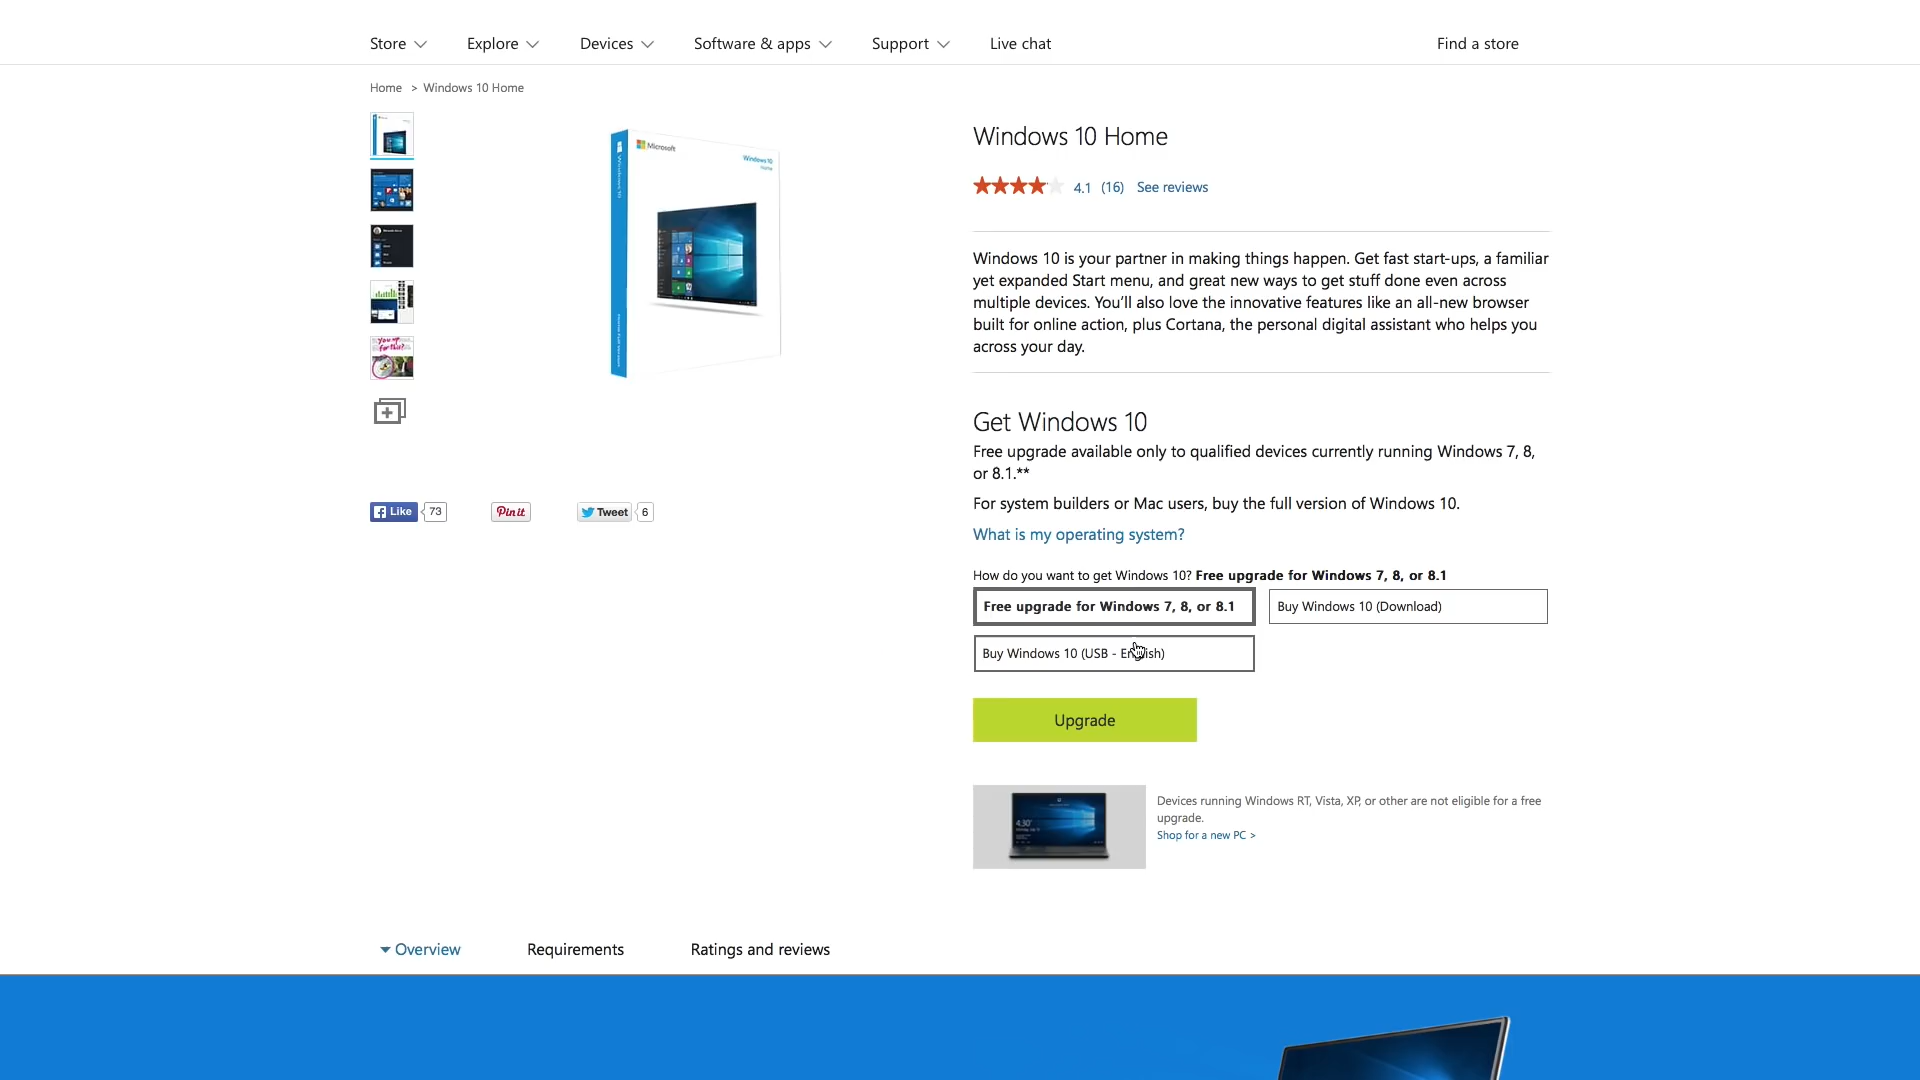 Store
Explore
Devices
Software & apps
Support
Live chat
Find a store
Home > Windows 10 Home
Microsoft
Windows 10
Home
Windows 10 Home
4.1 (16) See reviews
Windows 10 is your partner in making things happen. Get fast start-ups, a familiar
yet expanded Start menu, and great new ways to get stuff done even across
multiple devices. You'll also love the innovative features like an all-new browser
built for online action, plus Cortana, the personal digital assistant who helps you
across your day.
Get Windows 10
Free upgrade available only to qualified devices currently running Windows 7, 8,
or 8.1.**
For system builders or Mac users, buy the full version of Windows 10.
What is my operating system?
How do you want to get Windows 10? Free upgrade for Windows 7, 8, or 8.1
Free upgrade for Windows 7, 8, or 8.1
Buy Windows 10 (Download)
Buy Windows 10 (USB - English)
Upgrade
Like 73
Pin it
Tweet 6
4:30
Devices running Windows RT, Vista, XP, or other are not eligible for a free
upgrade.
Shop for a new PC >
Overview
Requirements
Ratings and reviews